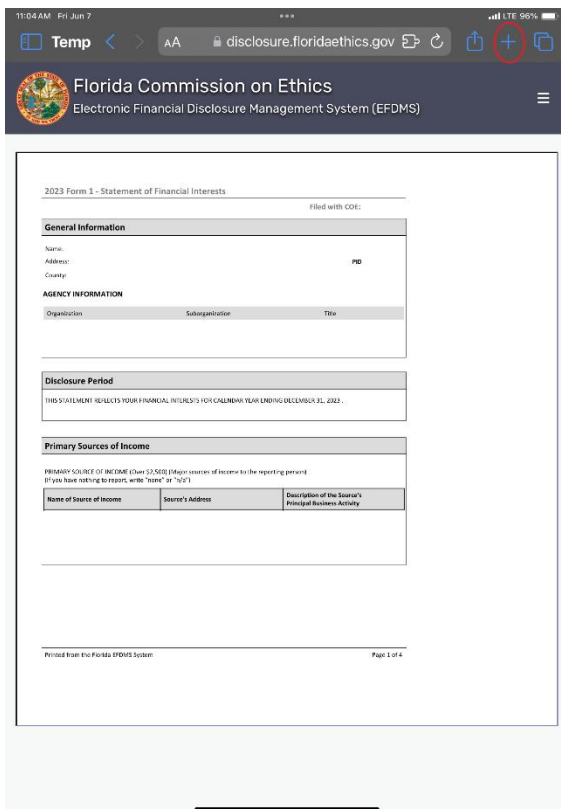 11:04 AM Fri Jun 7 LTE 96%
Temp AA disclosure.floridaethics.gov
Florida Commission on Ethics
Electronic Financial Disclosure Management System (EFDMS)
2023 Form 1 - Statement of Financial Interests
Filed with COE:
General Information
Name:
Address: PID
County:
AGENCY INFORMATION
Organization Suborganization Title
Disclosure Period
THIS STATEMENT REFLECTS YOUR FINANCIAL INTERESTS FOR CALENDAR YEAR ENDING DECEMBER 31, 2023 .
Primary Sources of Income
PRIMARY SOURCE OF INCOME (Over $2,500) (Major sources of income to the reporting person)
(If you have nothing to report, write "none" or "n/a")
Name of Source of Income Source's Address Description of the Source's
Principal Business Activity
Printed from the Florida EFDMS System Page 1 of 4